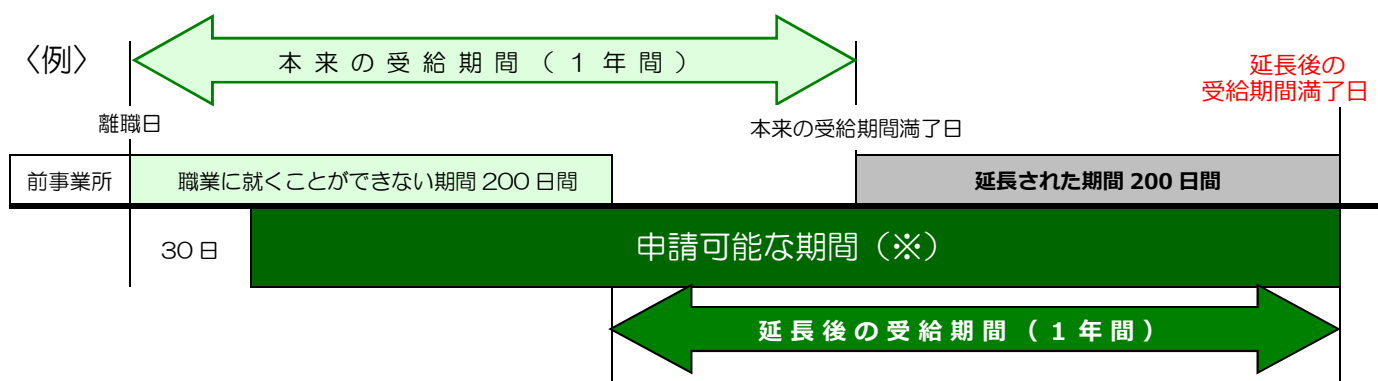 〈例〉
本来の受給期間（１年間）
延長後の
受給期間満了日
離職日
本来の受給期間満了日
前事業所
職業に就くことができない期間 200 日間
延長された期間 200 日間
30 日
申請可能な期間（※）
延長後の受給期間（１年間）